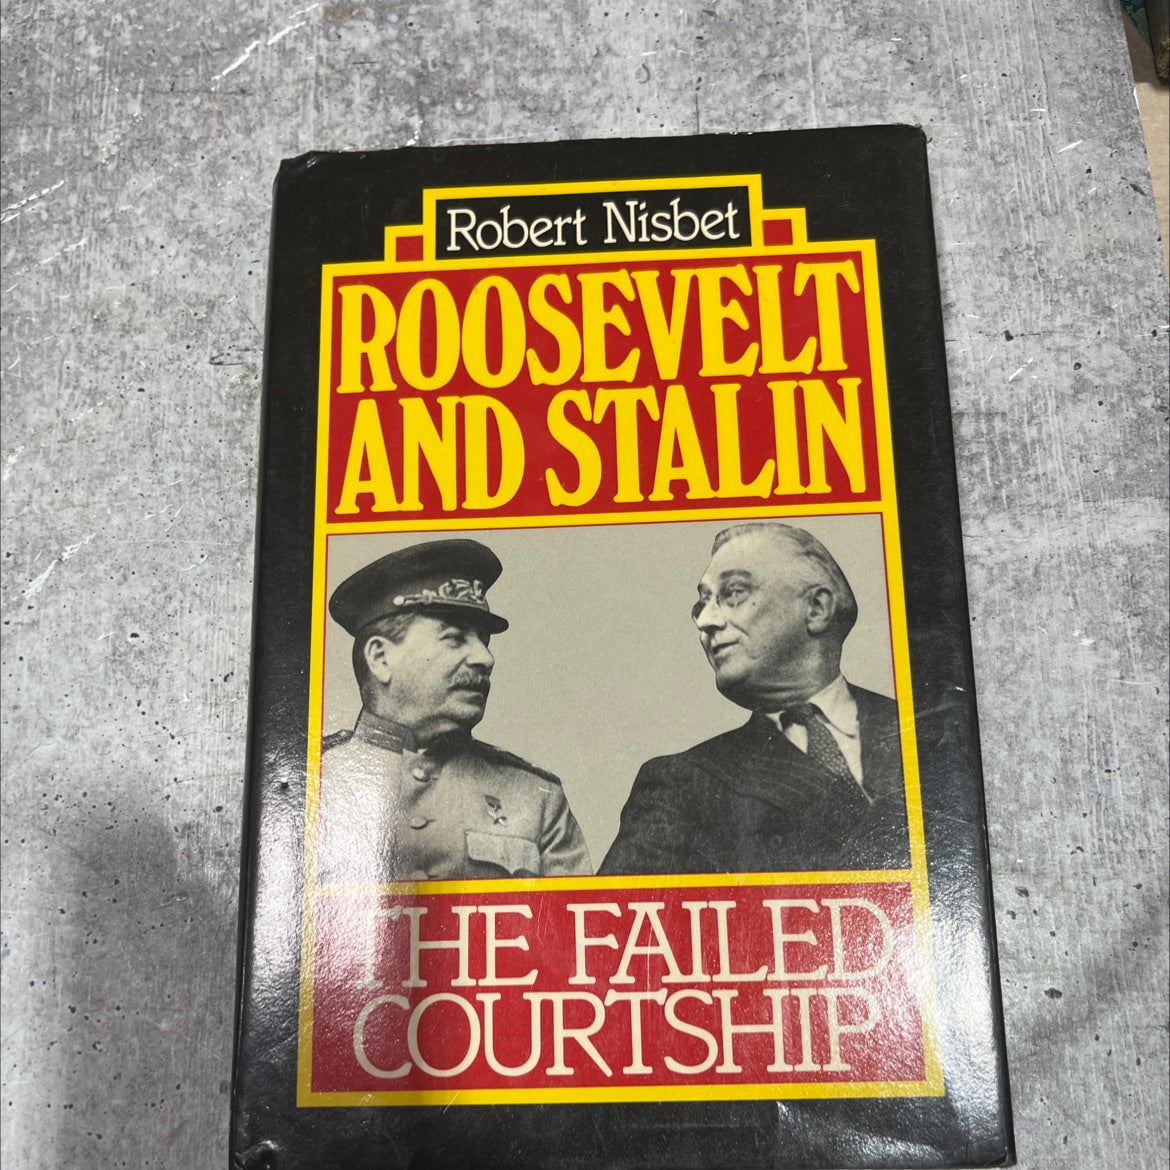 Robert Nisbet
ROOSEVELT
AND STALIN
THE FAILED
COURTSHIP